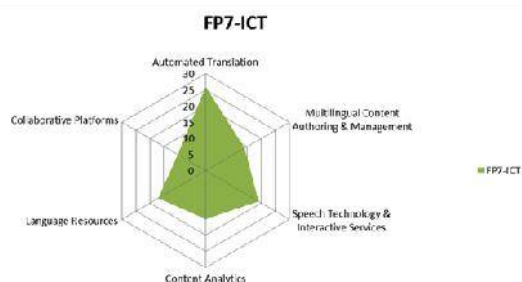 FP7-ICT
Automated Translation
30
25
20
15
10
5
0
Multilingual Content
Authoring & Management
Collaborative Platforms
FP7-ICT
Language Resources
Speech Technology &
Interactive Services
Content Analytics